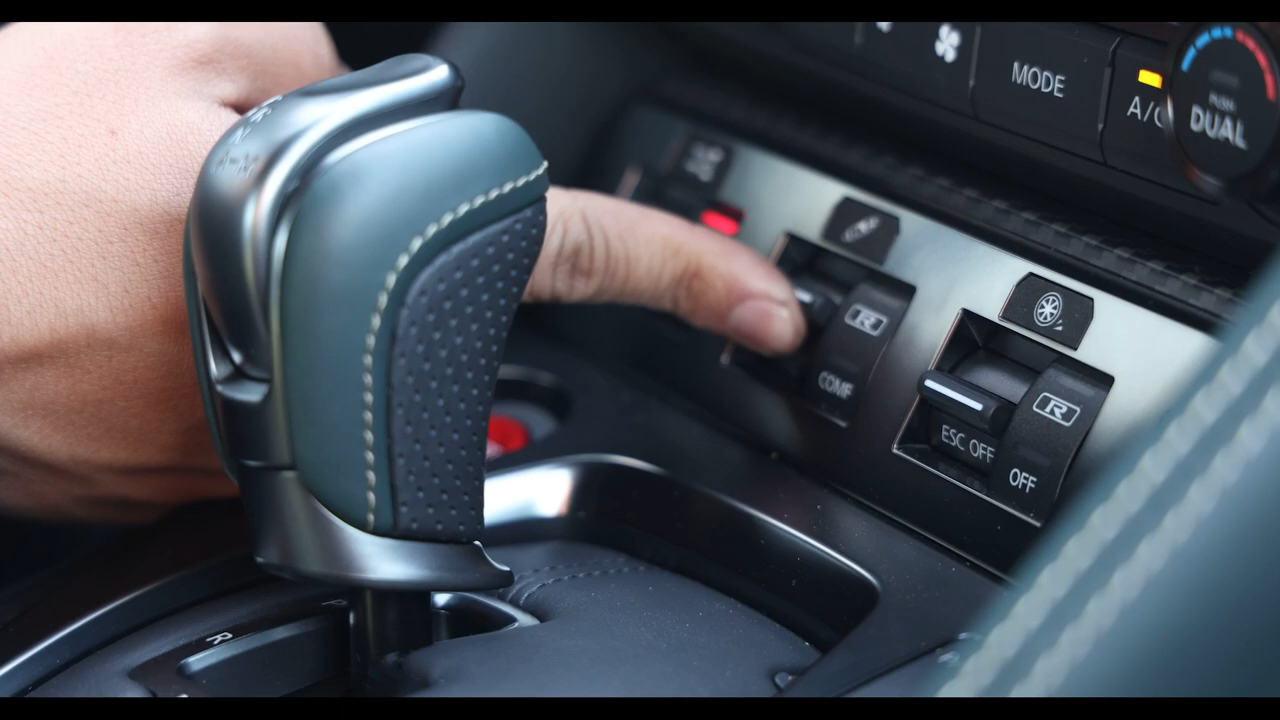 MODE
A/C
PUSH
DUAL
R
COMF
R
ESC OFF
OFF
R